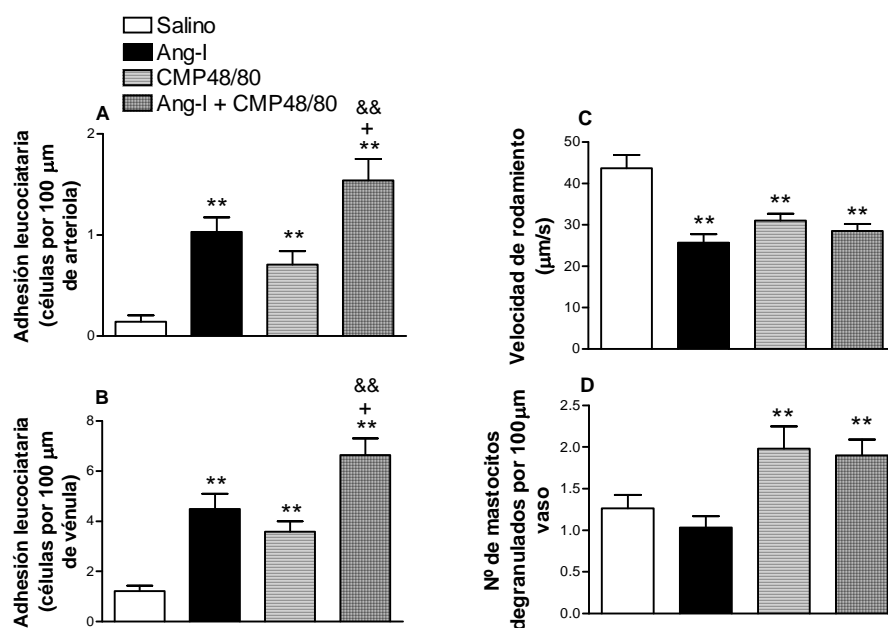 Salino
Ang-I
CMP48/80
Ang-I + CMP48/80
A
Adhesión leucociataria
(células por 100 μm
de arteriola)
2
1
0
**
**
&&
+
**
B
Adhesión leucociataria
(células por 100 μm
de vénula)
8
6
4
2
0
**
**
&&
+
**
C
Velocidad de rodamiento
(μm/s)
50
40
30
20
10
0
**
**
**
D
Nº de mastocitos
degranulados por 100μm
vaso
2.5
2.0
1.5
1.0
0.5
0.0
**
**